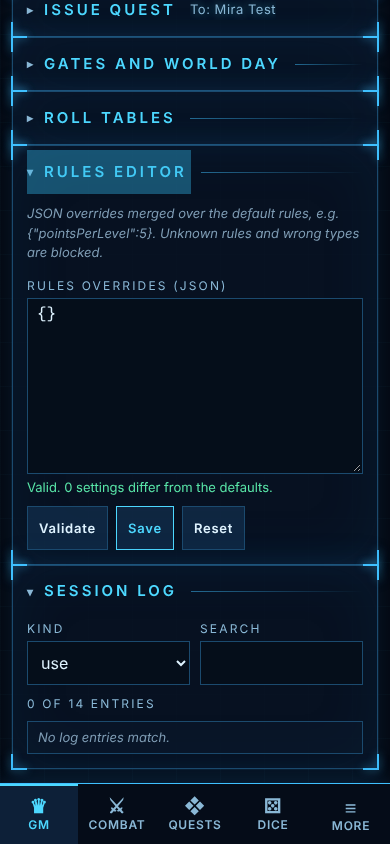 ▸ ISSUE QUEST To: Mira Test
▸ GATES AND WORLD DAY
▸ ROLL TABLES
▾ RULES EDITOR
JSON overrides merged over the default rules, e.g.
{"pointsPerLevel":5}. Unknown rules and wrong types
are blocked.
RULES OVERRIDES (JSON)
{}
Valid. 0 settings differ from the defaults.
Validate Save Reset
▾ SESSION LOG
KIND SEARCH
use
0 OF 14 ENTRIES
No log entries match.
GM COMBAT QUESTS DICE MORE